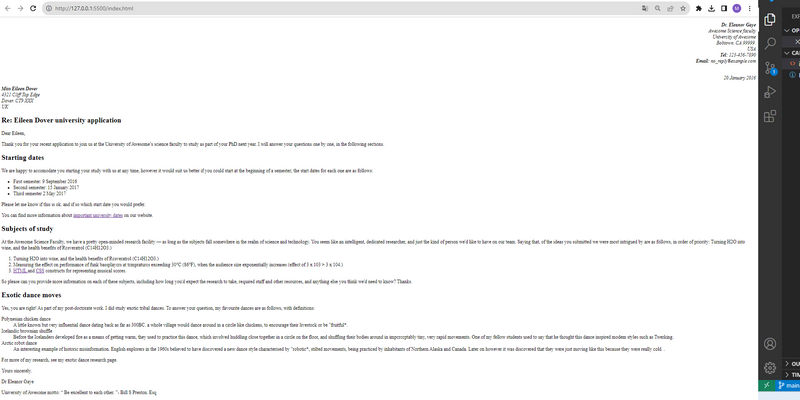 http://127.0.0.1:5500/index.html
M
Dr. Eleanor Gaye
Awesome Science faculty
University of Awesome
Bobtown, CA 99999,
USA
Tel: 123-456-7890
Email: no_reply@example.com
20 January 2016
Miss Eileen Dover
4321 Cliff Top Edge
Dover, CT9 XXX
UK
Re: Eileen Dover university application
Dear Eileen,
Thank you for your recent application to join us at the University of Awesome's science faculty to study as part of your PhD next year. I will answer your questions one by one, in the following sections.
Starting dates
We are happy to accomodate you starting your study with us at any time, however it would suit us better if you could start at the beginning of a semester; the start dates for each one are as follows:
• First semester: 9 September 2016
• Second semester: 15 January 2017
• Third semester 2 May 2017
Please let me know if this is ok, and if so which start date you would prefer.
You can find more information about important university dates on our website.
Subjects of study
At the Awesome Science Faculty, we have a pretty open-minded research facility — as long as the subjects fall somewhere in the realm of science and technology. You seem like an intelligent, dedicated researcher, and just the kind of person we'd like to have on our team. Saying that, of the ideas you submitted we were most intrigued by are as follows, in order of priority: Turning H2O into
wine, and the health benefits of Resveratrol (C14H12O3.)
1. Turning H2O into wine, and the health benefits of Resveratrol (C14H12O3.)
2. Measuring the effect on performance of funk bassplayers at tmpratures exceeding 30°C (86°F), when the audience size exponentially increases (effect of 3 x 103 > 3 x 104.)
3. HTML and CSS constructs for representing musical scores.
So please can you provide more information on each of these subjects, including how long you'd expect the research to take, required staff and other resources, and anything else you think we'd need to know? Thanks.
Exotic dance moves
Yes, you are right! As part of my post-doctorate work, I did study exotic tribal dances. To answer your question, my favourite dances are as follows, with definitions:
Polynesian chicken dance
A little known but very influential dance dating back as far as 300BC, a whole village would dance around in a circle like chickens, to encourage their livestock to be "fruitful".
Icelandic brownian shuffle
Before the Icelanders developed fire as a means of getting warm, they used to practice this dance, which involved huddling close together in a circle on the floor, and shuffling their bodies around in imperceptably tiny, very rapid movements. One of my fellow students used to say that he thought this dance inspired modern styles such as Twerking.
Arctic robot dance
An interesting example of historic misinformation, English explorers in the 1960s believed to have discovered a new dance style characterised by "robotic", stilted movements, being practiced by inhabitants of Northern Alaska and Canada. Later on however it was discovered that they were just moving like this because they were really cold.
For more of my research, see my exotic dance research page.
Yours sincerely,
Dr Eleanor Gaye
University of Awesome motto: " Be excellent to each other. "- Bill S Preston, Esq
EXP
OP
CA
1
OU
TIM
main